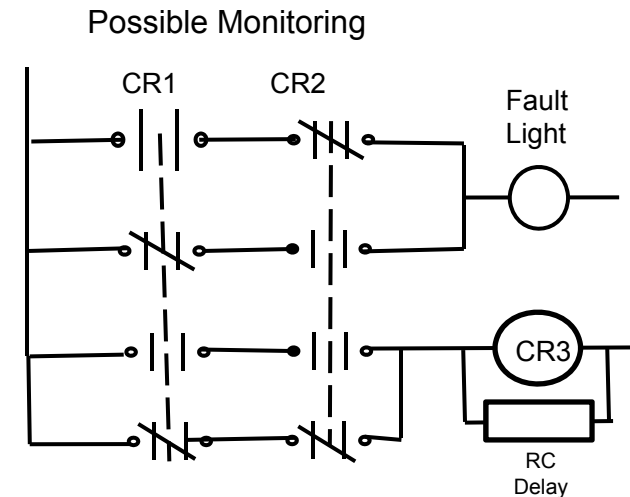 Possible Monitoring
CR1
CR2
Fault
Light
CR3
RC
Delay